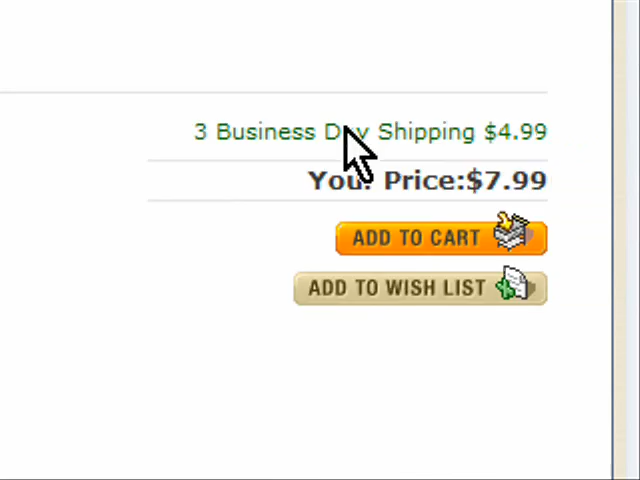 3 Business Day Shipping $4.99
Your Price:$7.99
ADD TO CART
ADD TO WISH LIST